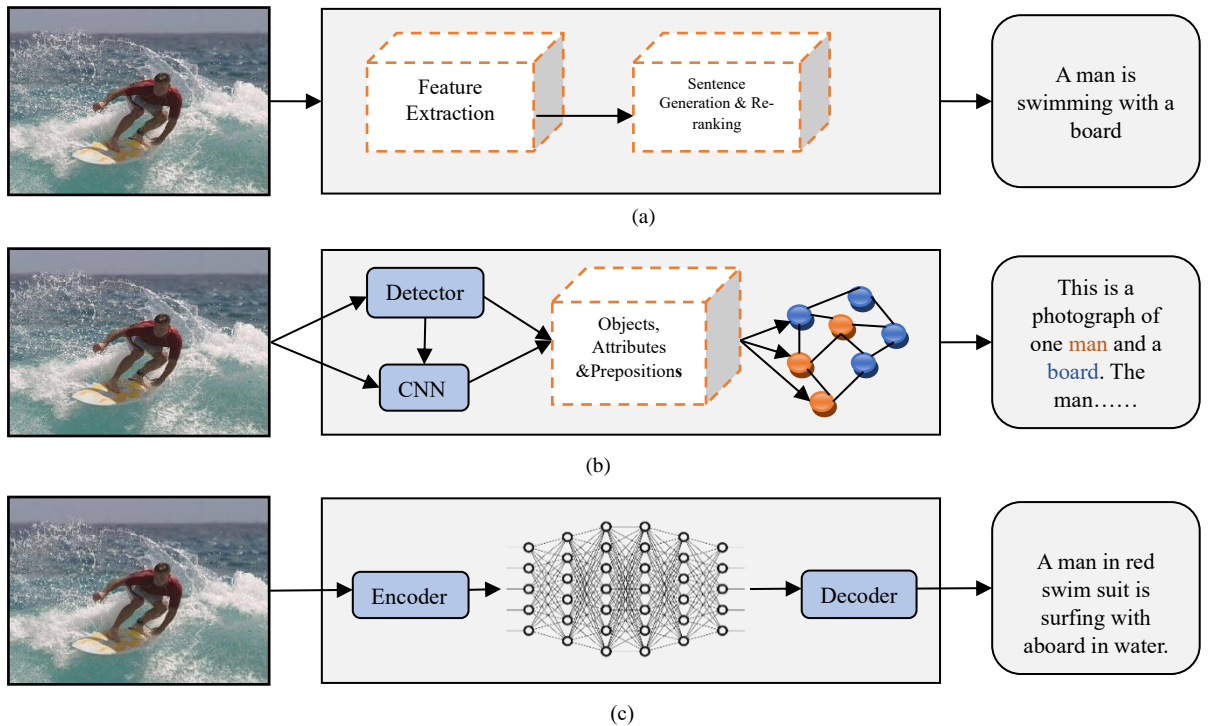 Feature
Extraction
Sentence
Generation & Re-
ranking
A man is
swimming with a
board
(a)
Detector
CNN
Objects,
Attributes
&Prepositions
This is a
photograph of
one man and a
board. The
man……
(b)
Encoder
Decoder
A man in red
swim suit is
surfing with
aboard in water.
(c)